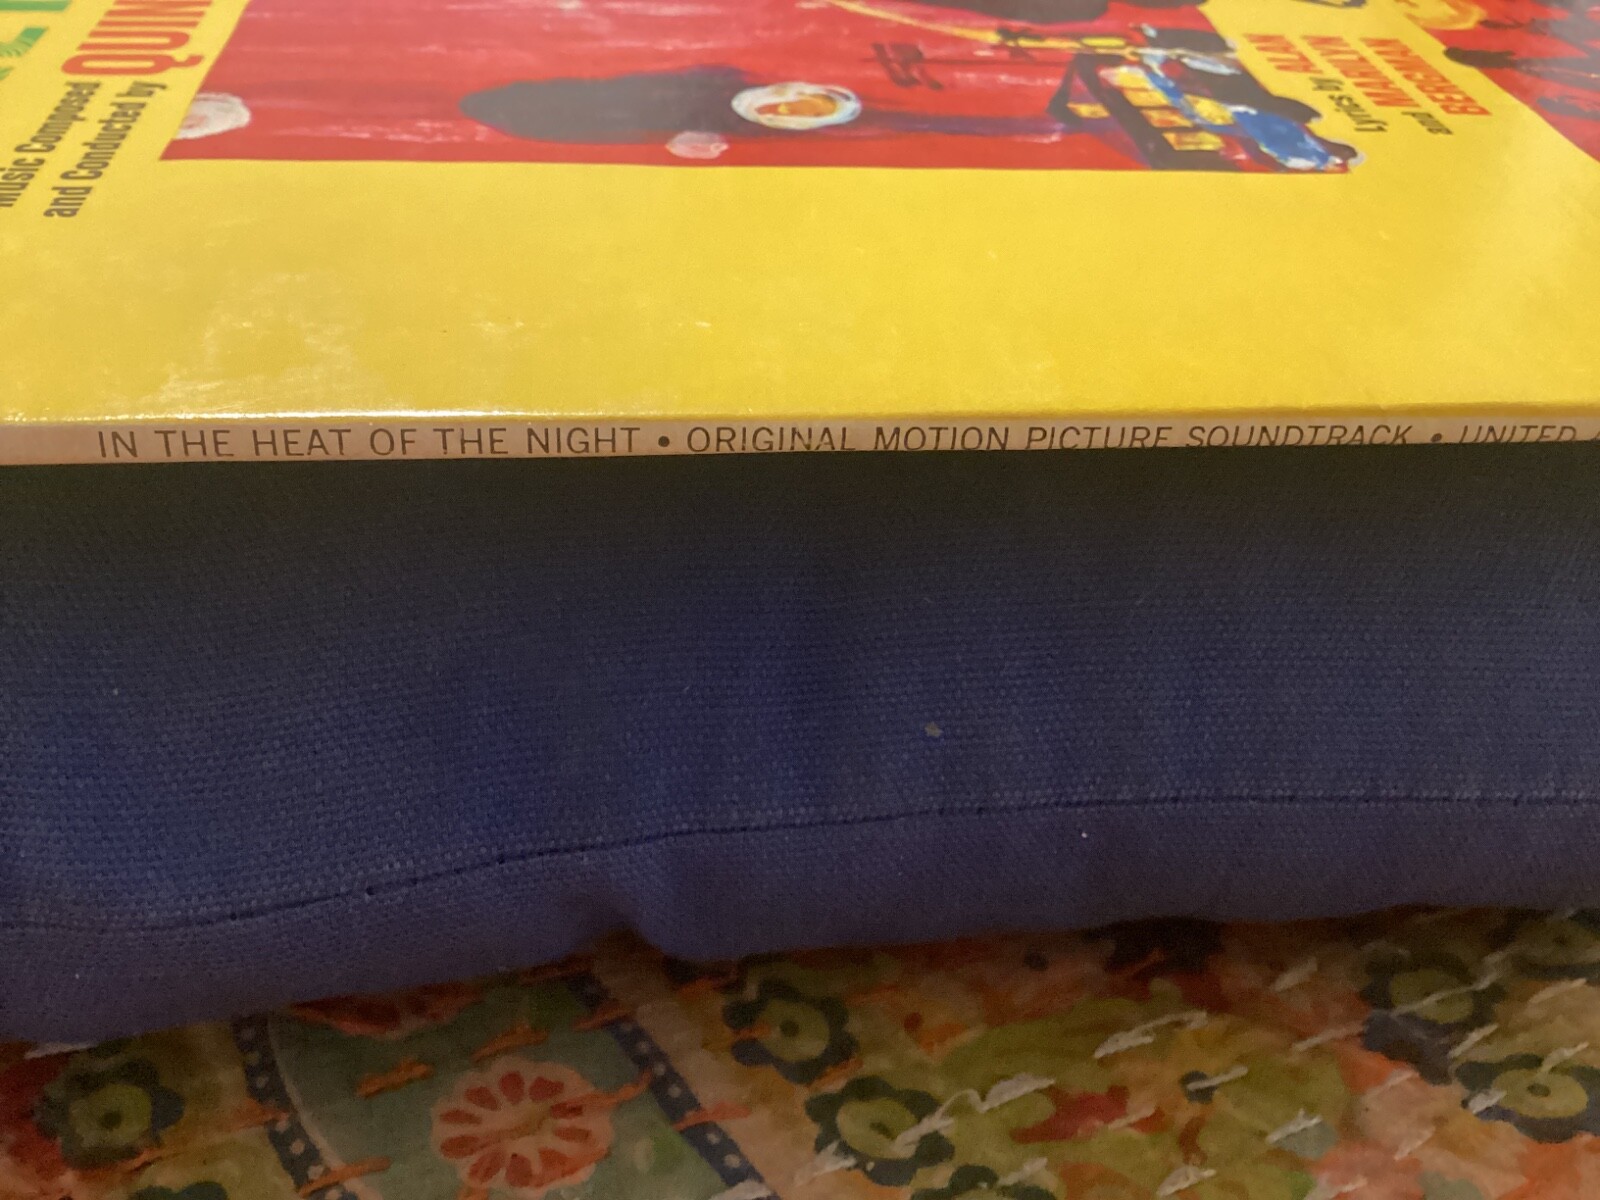 Music Composed
and Conducted by
QUIN
Lyrics by
ALAN
MARILYN
and
BERGMAN
IN THE HEAT OF THE NIGHT • ORIGINAL MOTION PICTURE SOUNDTRACK • UNITED